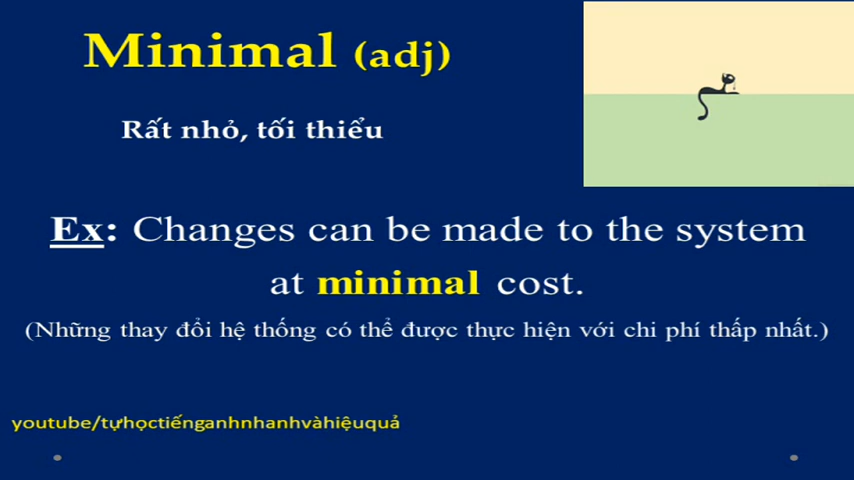 Minimal (adj)
Rất nhỏ, tối thiểu
Ex: Changes can be made to the system
at minimal cost.
(Những thay đổi hệ thống có thể được thực hiện với chi phí thấp nhất.)
youtube/tựhọctiếnganhnhanhvàhiệuquả